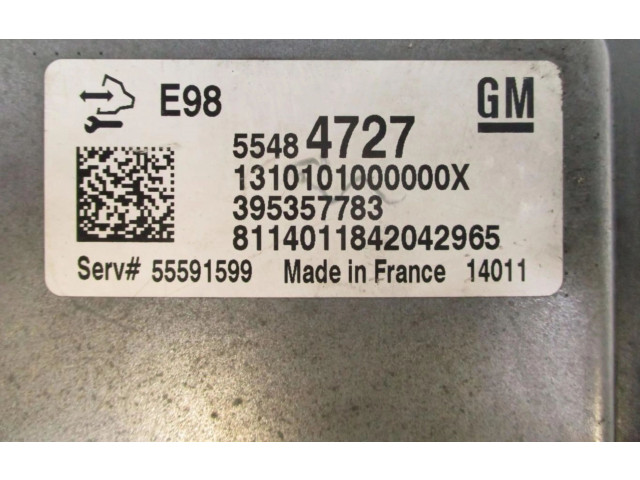 E98
GM
5548 4727
1310101000000X
395357783
8114011842042965
Serv# 55591599 Made in France 14011